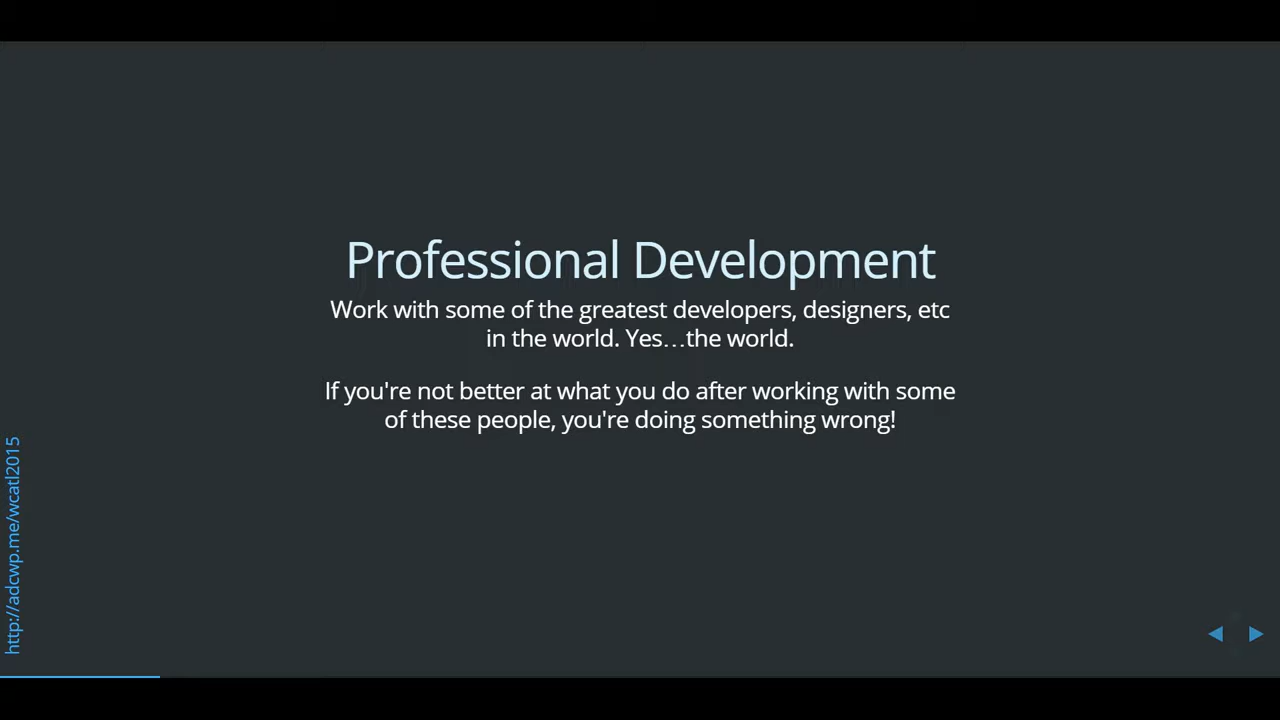 Professional Development
Work with some of the greatest developers, designers, etc
in the world. Yes…the world.
If you're not better at what you do after working with some
of these people, you're doing something wrong!
http://adcwp.me/wcatl2015